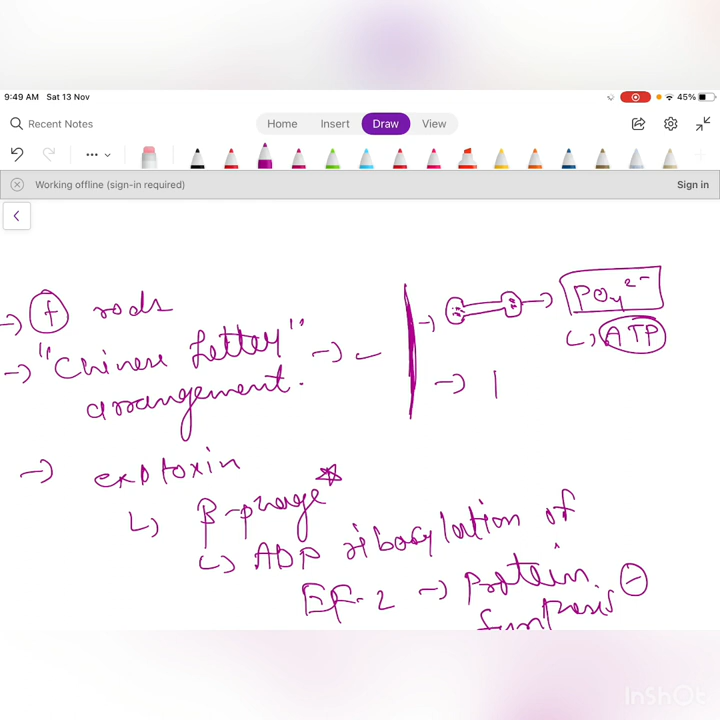 9:49 AM Sat 13 Nov
45%
Recent Notes
Home Insert Draw View
Working offline (sign-in required)
Sign in
→ + rods
→ "Chinese Letter" →
arrangement.
→ PO4 2-
↳ ATP
→ exotoxin
↳ β-phage
↳ ADP ribosylation of
EF-2 → Protein
Synthesis
InShOt